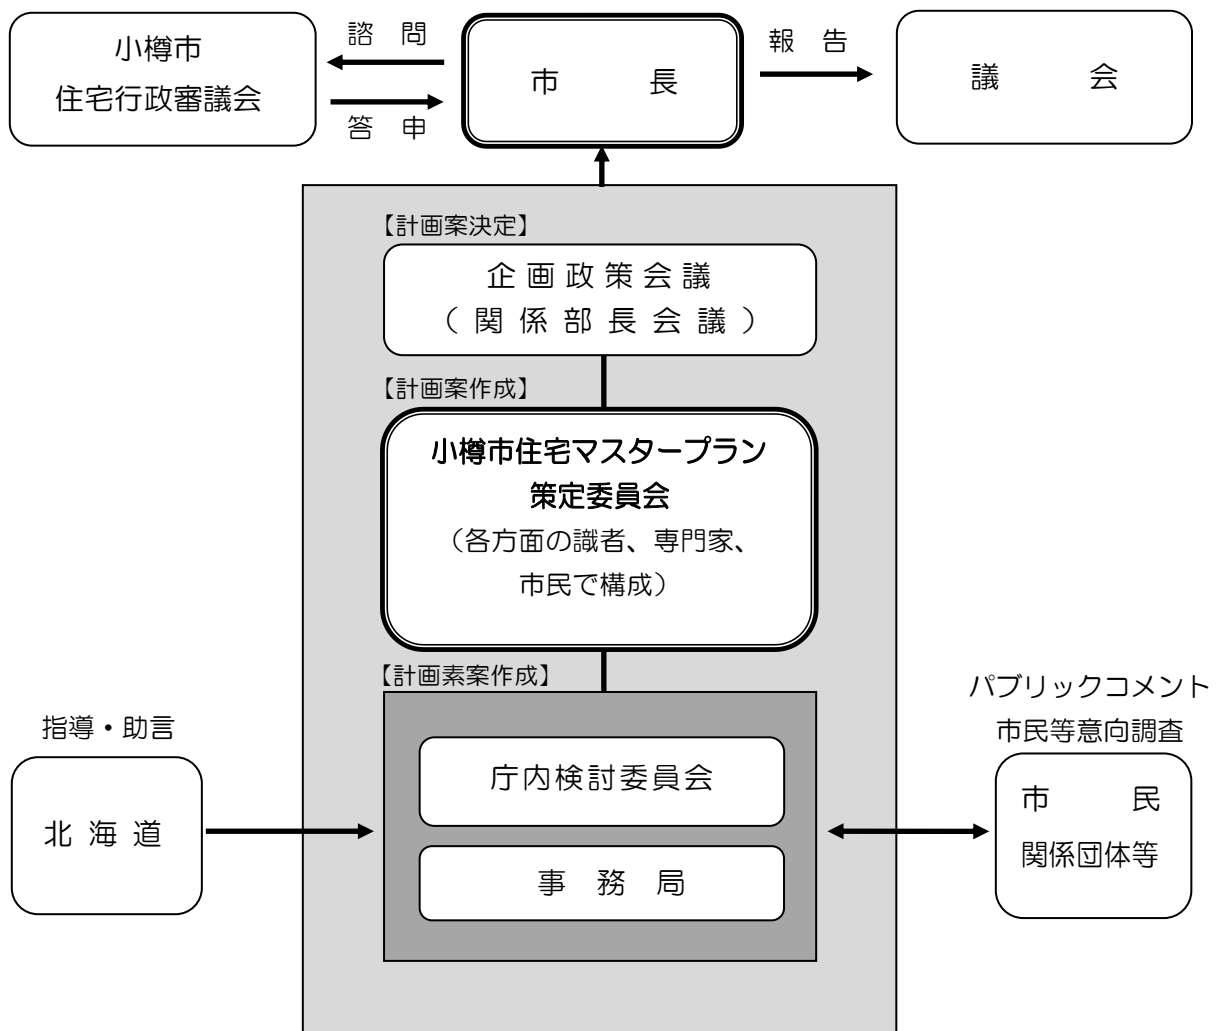 小樽市
住宅行政審議会
諮 問
答 申
市 長
報 告
議 会
【計画案決定】
企画政策会議
（関係部長会議）
【計画案作成】
小樽市住宅マスタープラン
策定委員会
（各方面の識者、専門家、
市民で構成）
【計画素案作成】
庁内検討委員会
事 務 局
指導・助言
北 海 道
パブリックコメント
市民等意向調査
市 民
関係団体等